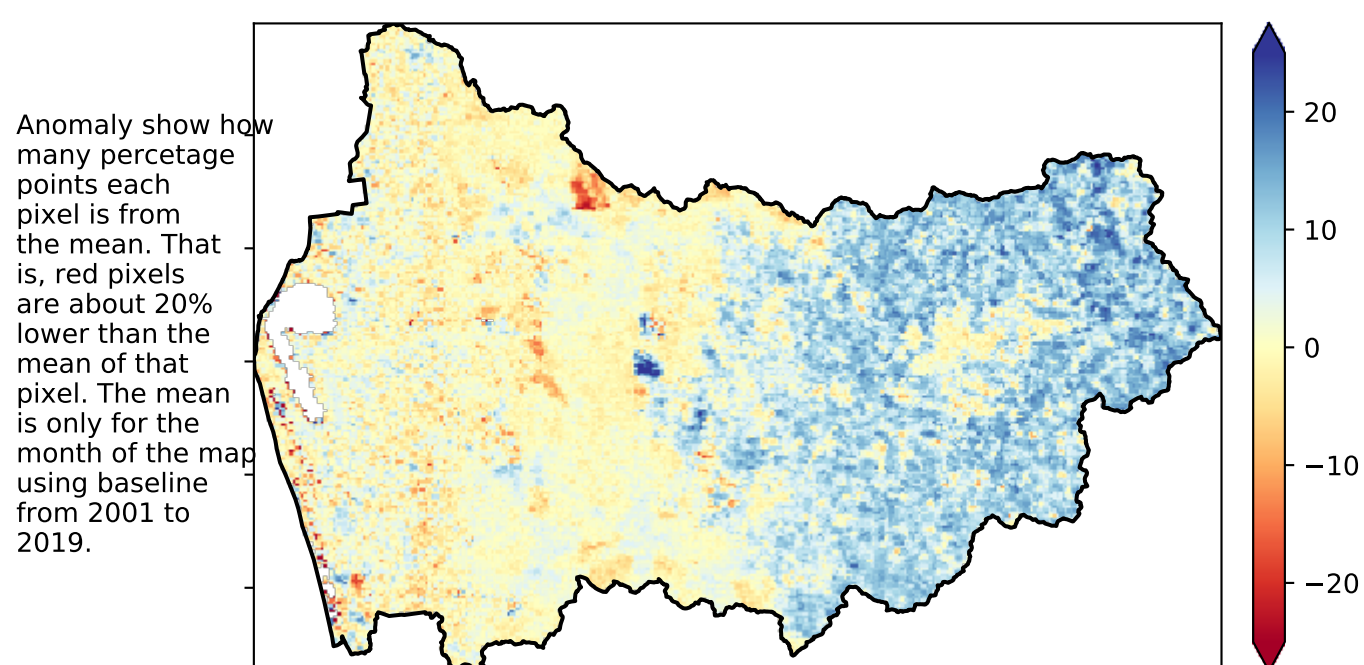 Anomaly show how
many percetage
points each
pixel is from
the mean. That
is, red pixels
are about 20%
lower than the
mean of that
pixel. The mean
is only for the
month of the map
using baseline
from 2001 to
2019.
20
10
0
−10
−20